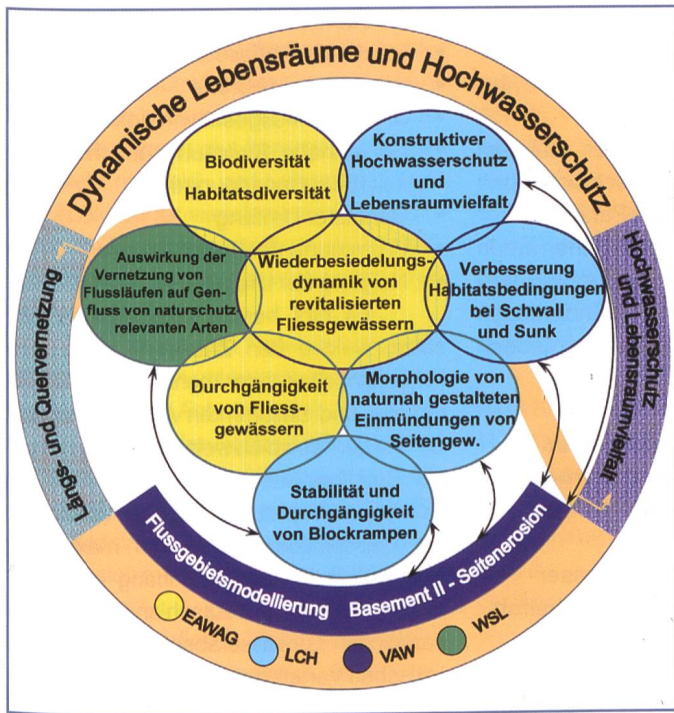 Dynamische Lebensräume und Hochwasserschutz
Biodiversität
Habitatsdiversität
Konstruktiver
Hochwasserschutz
und
Lebensraumvielfalt
Längs- und Quervernetzung
Auswirkung der
Vernetzung von
Flussläufen auf Gen-
fluss von naturschutz-
relevanten Arten
Wiederbesiedelungs-
dynamik von
revitalisierten
Fliessgewässern
Verbesserung
Habitatsbedingungen
bei Schwall
und Sunk
Hochwasserschutz
und Lebensraumvielfalt
Durchgängigkeit
von Fliess-
gewässern
Morphologie von
naturnah gestalteten
Einmündungen von
Seitengew.
Stabilität und
Durchgängigkeit
von Blockrampen
Flussgebietsmodellierung Basement II - Seitenerosion
EAWAG
LCH
VAW
WSL